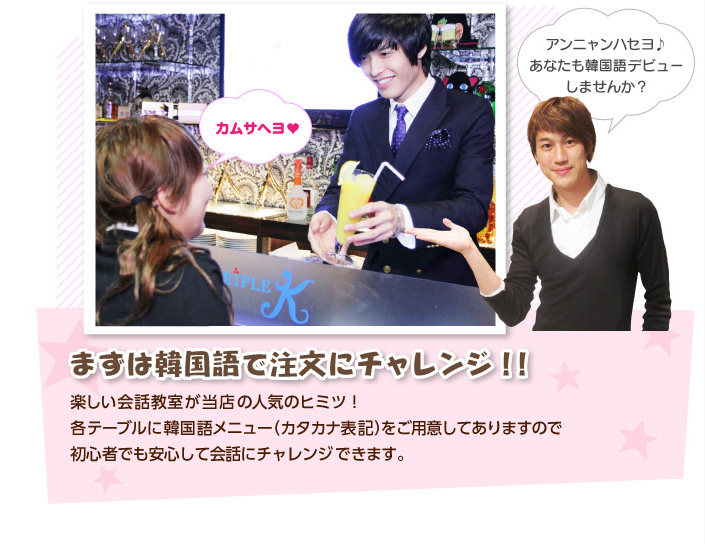 アンニャンハセヨ♪
あなたも韓国語デビュー
しませんか？
カムサヘヨ♥
TRIPLE K
まずは韓国語で注文にチャレンジ！！
楽しい会話教室が当店の人気のヒミツ！
各テーブルに韓国語メニュー（カタカナ表記）をご用意してありますので
初心者でも安心して会話にチャレンジできます。